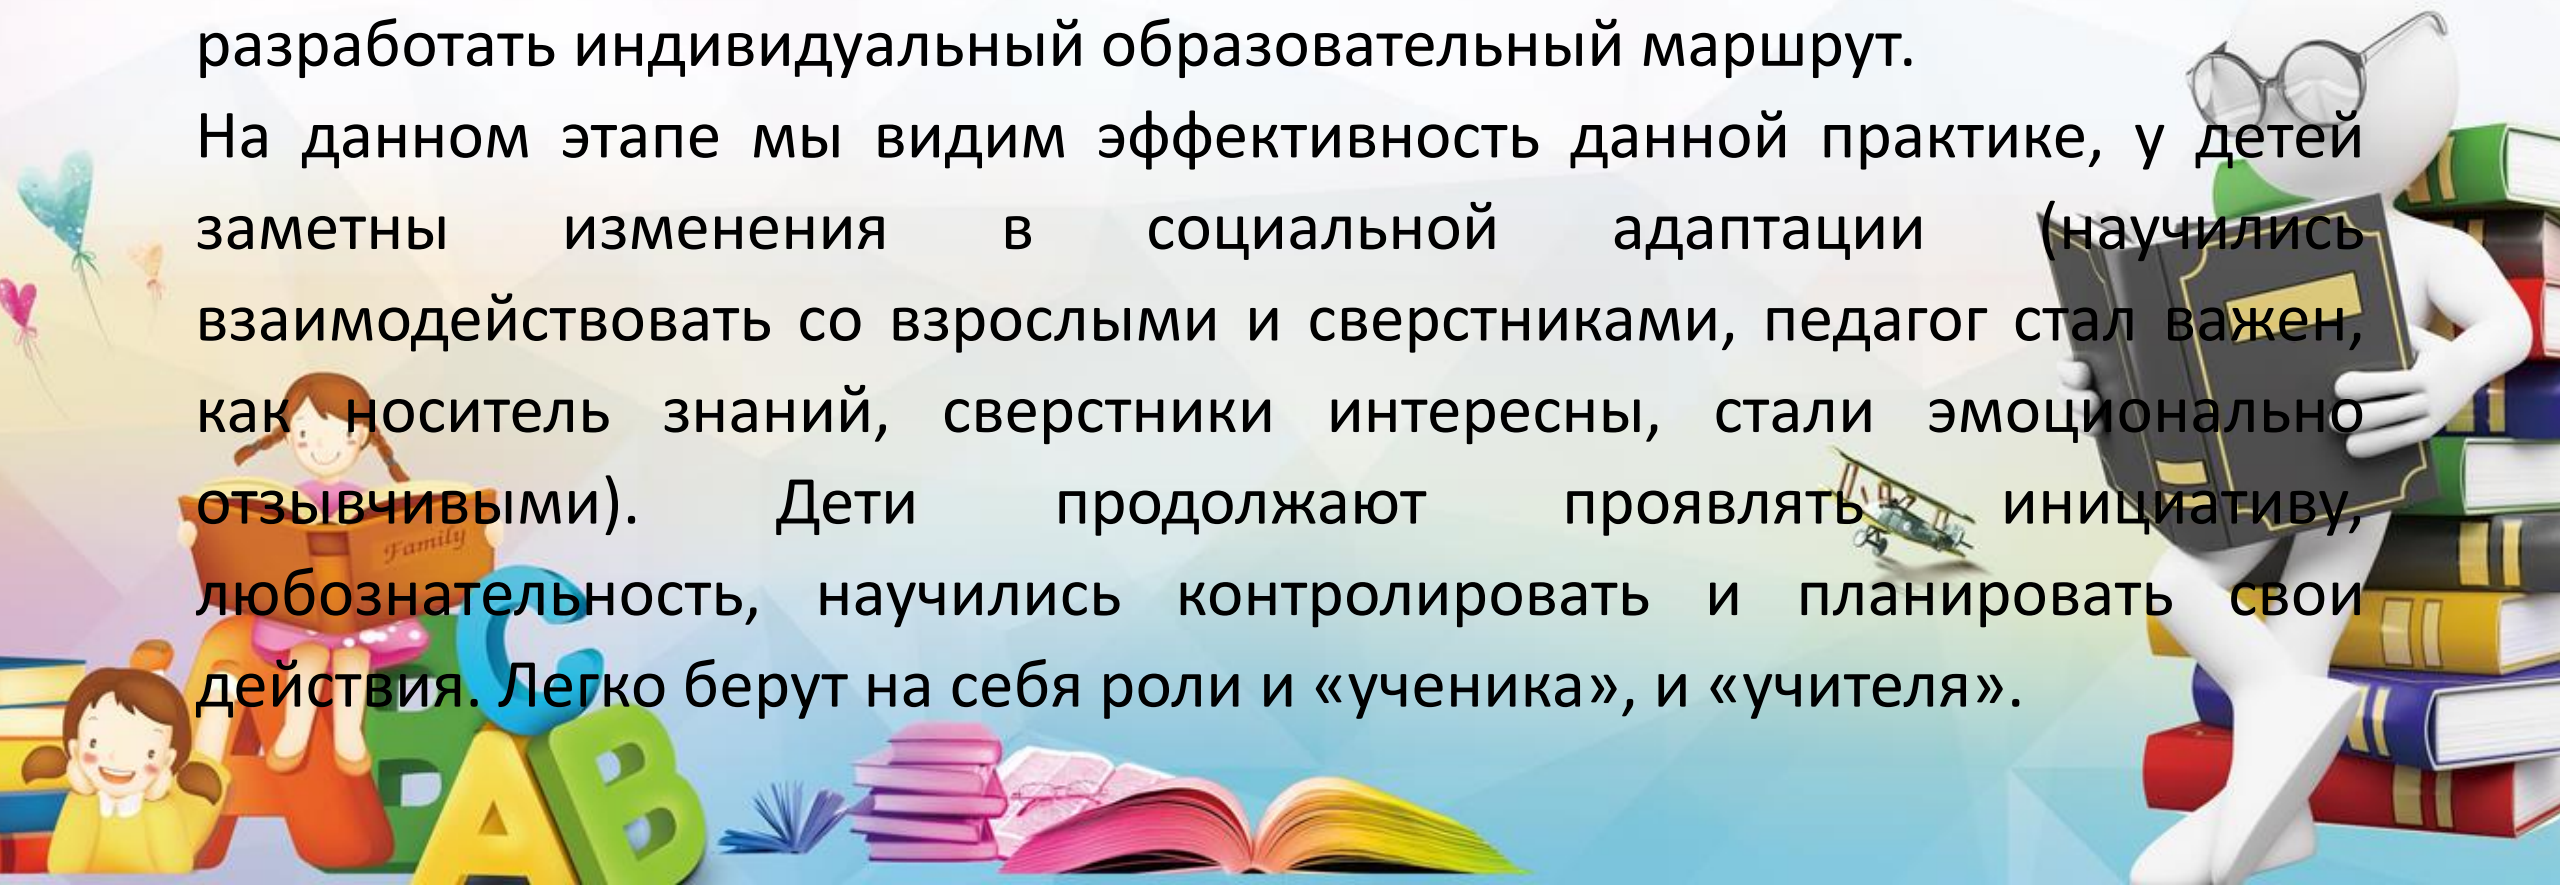 разработать индивидуальный образовательный маршрут.
На данном этапе мы видим эффективность данной практике, у детей
заметны изменения в социальной адаптации (научились
взаимодействовать со взрослыми и сверстниками, педагог стал важен,
как носитель знаний, сверстники интересны, стали эмоционально
отзывчивыми). Дети продолжают проявлять инициативу,
любознательность, научились контролировать и планировать свои
действия. Легко берут на себя роли и «ученика», и «учителя».
Family
C
A B
A B